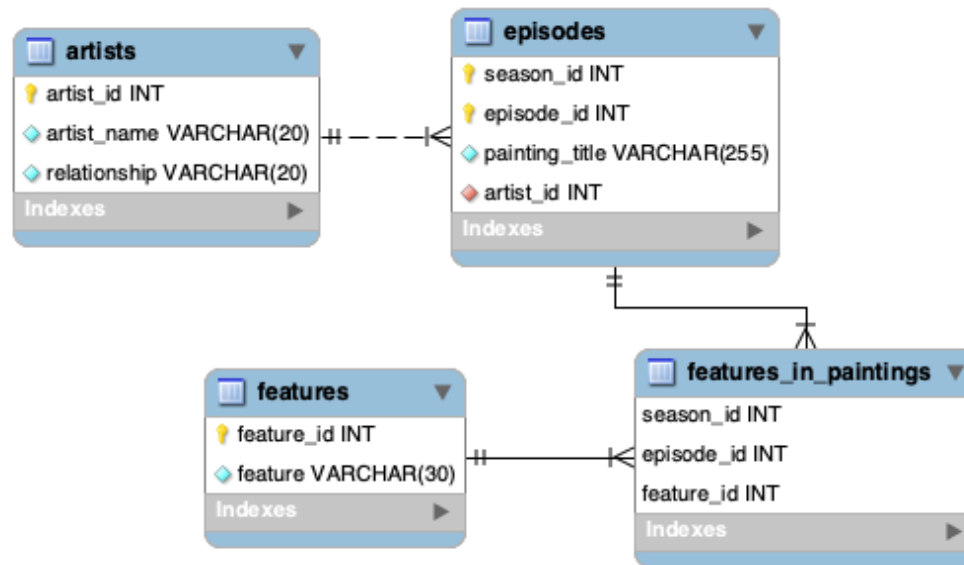 artists
artist_id INT
artist_name VARCHAR(20)
relationship VARCHAR(20)
Indexes
episodes
season_id INT
episode_id INT
painting_title VARCHAR(255)
artist_id INT
Indexes
features
feature_id INT
feature VARCHAR(30)
Indexes
features_in_paintings
season_id INT
episode_id INT
feature_id INT
Indexes